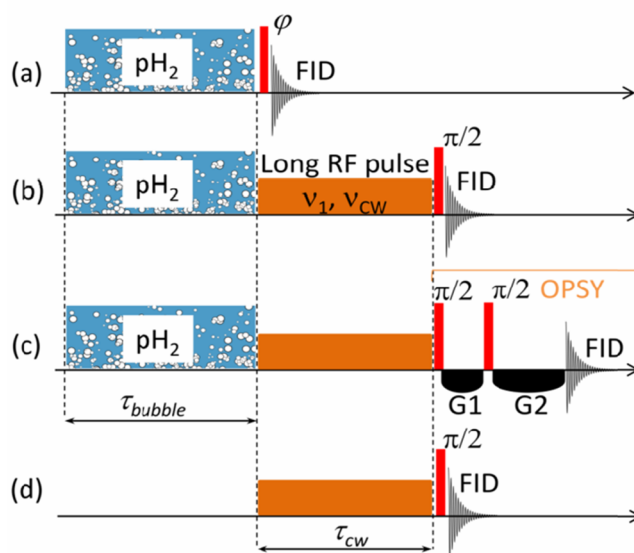 φ
(a) pH2 FID
π/2
(b) pH2 Long RF pulse FID
ν1, νCW
π/2 π/2 OPSY
(c) pH2 FID
G1 G2
τbubble
π/2
(d) FID
τcw